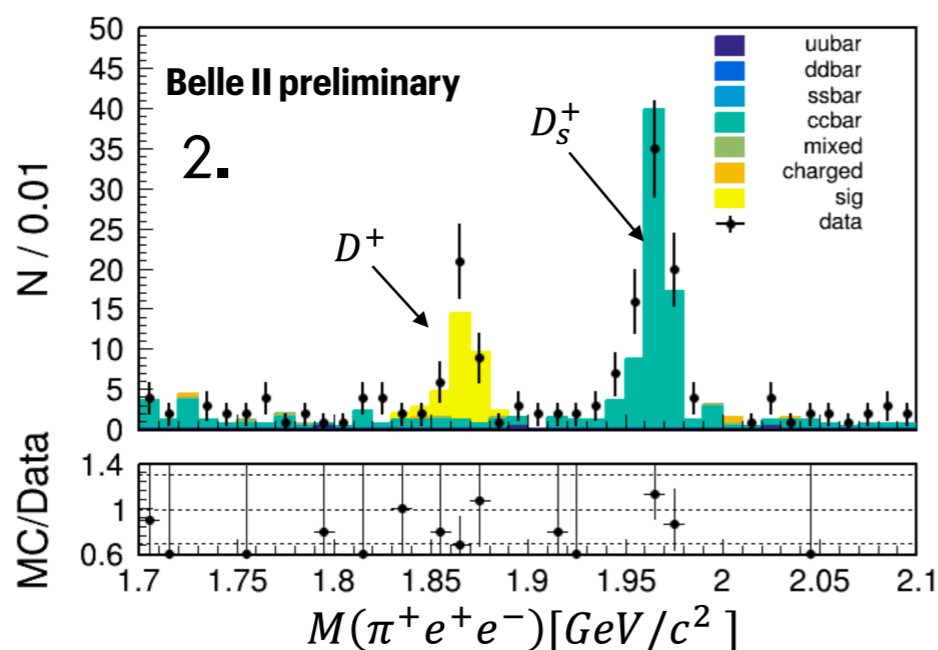 50
45
40
35
30
25
20
15
10
5
0
N / 0.01
Belle II preliminary
2.
D⁺
D_s⁺
uubar
ddbar
ssbar
ccbar
mixed
charged
sig
data
1.4
1
0.6
MC/Data
1.7
1.75
1.8
1.85
1.9
1.95
2
2.05
2.1
M(π⁺e⁺e⁻)[GeV/c² ]